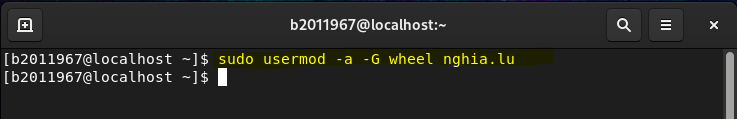 b2011967@localhost:~
[b2011967@localhost ~]$ sudo usermod -a -G wheel nghia.lu
[b2011967@localhost ~]$